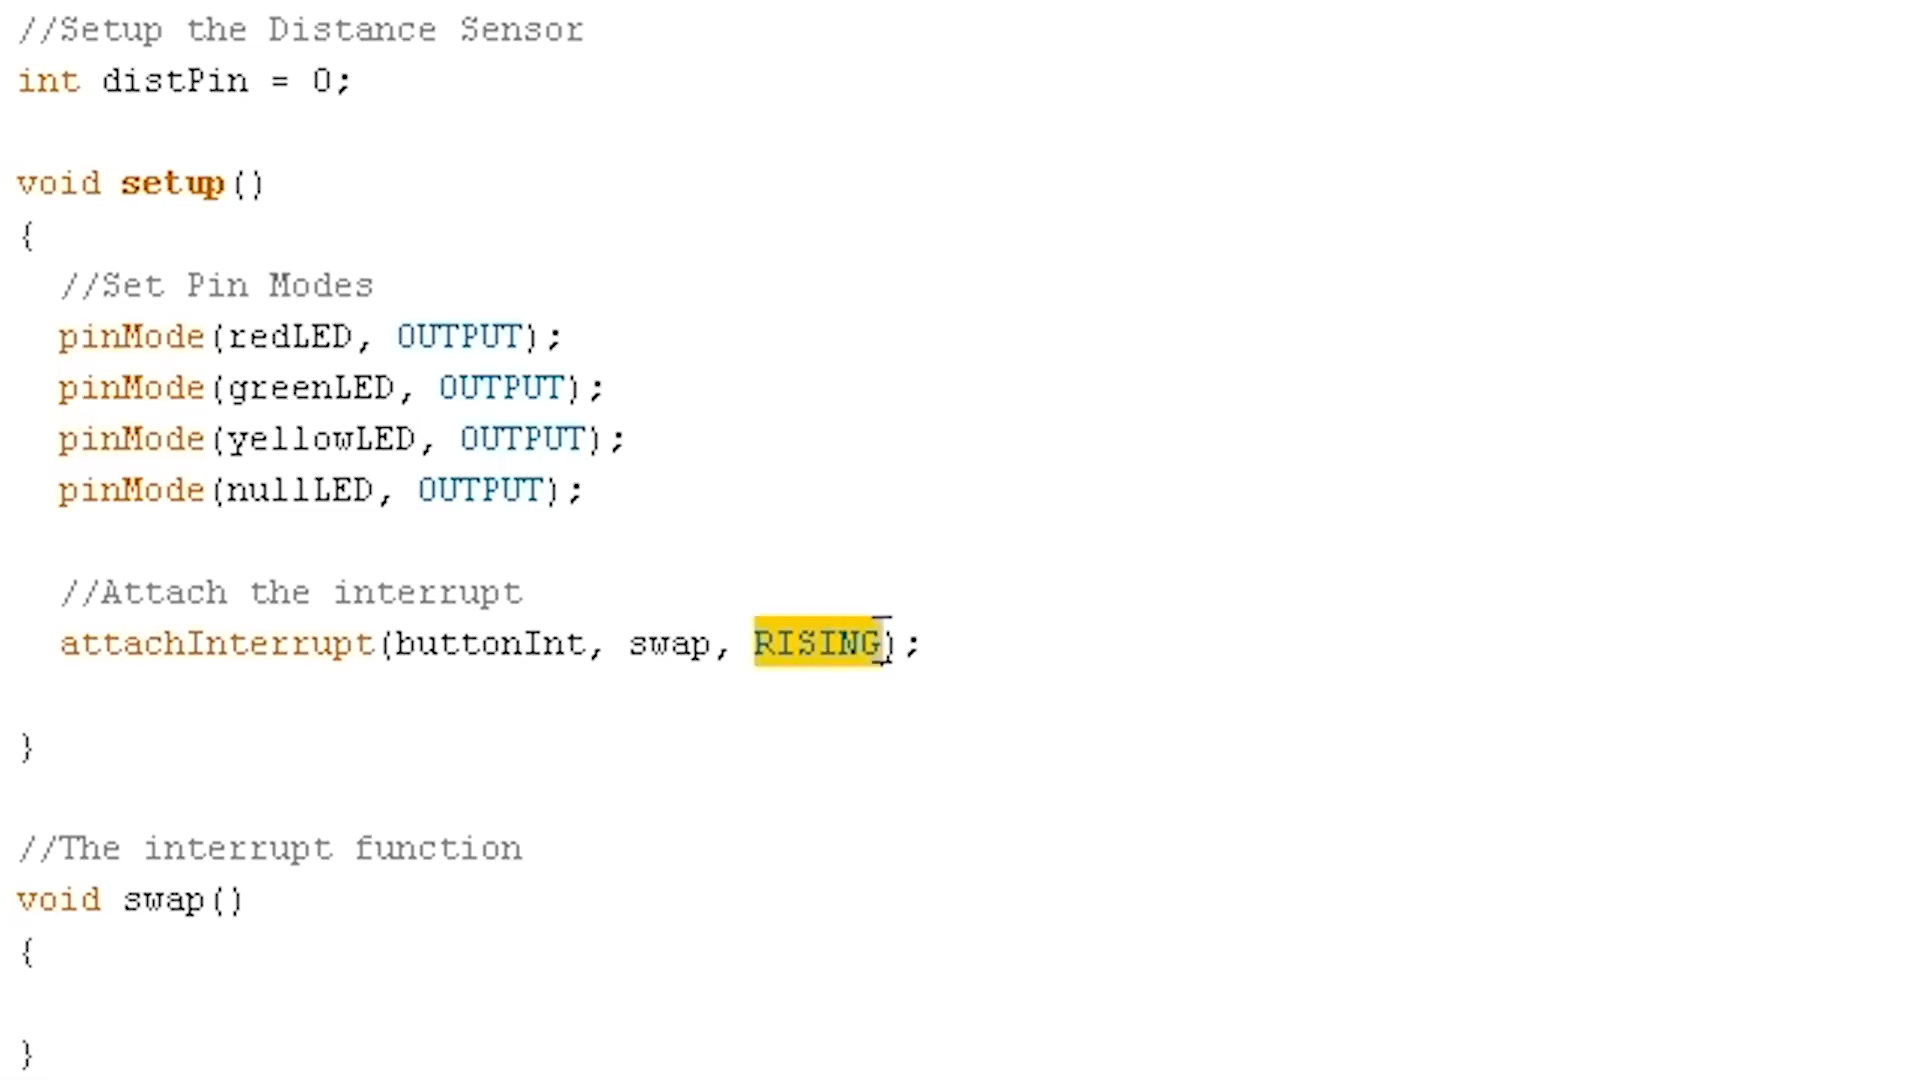 //Setup the Distance Sensor
int distPin = 0;
void setup()
{
//Set Pin Modes
pinMode(redLED, OUTPUT);
pinMode(greenLED, OUTPUT);
pinMode(yellowLED, OUTPUT);
pinMode(nullLED, OUTPUT);
//Attach the interrupt
attachInterrupt(buttonInt, swap, RISING);
}
//The interrupt function
void swap()
{
}